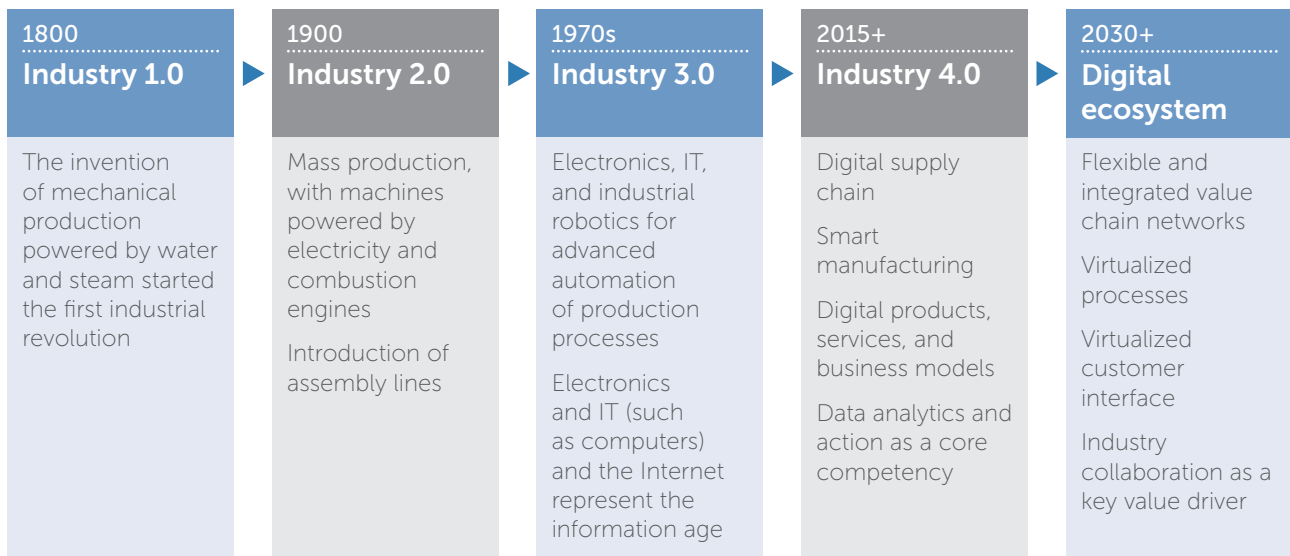 1800
Industry 1.0
The invention
of mechanical
production
powered by water
and steam started
the first industrial
revolution
1900
Industry 2.0
Mass production,
with machines
powered by
electricity and
combustion
engines
Introduction of
assembly lines
1970s
Industry 3.0
Electronics, IT,
and industrial
robotics for
advanced
automation
of production
processes
Electronics
and IT (such
as computers)
and the Internet
represent the
information age
2015+
Industry 4.0
Digital supply
chain
Smart
manufacturing
Digital products,
services, and
business models
Data analytics and
action as a core
competency
2030+
Digital
ecosystem
Flexible and
integrated value
chain networks
Virtualized
processes
Virtualized
customer
interface
Industry
collaboration as a
key value driver